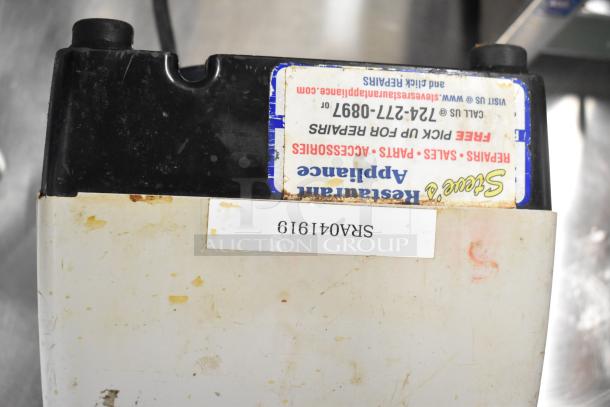 Steve's
Restaurant
Appliance
REPAIRS • SALES • PARTS • ACCESSORIES
FREE PICK UP FOR REPAIRS
CALL US @ 724-277-0897 or
VISIT US @ www.stevesrestaurantappliance.com
and click REPAIRS
SRA041919
PCI
AUCTION GROUP